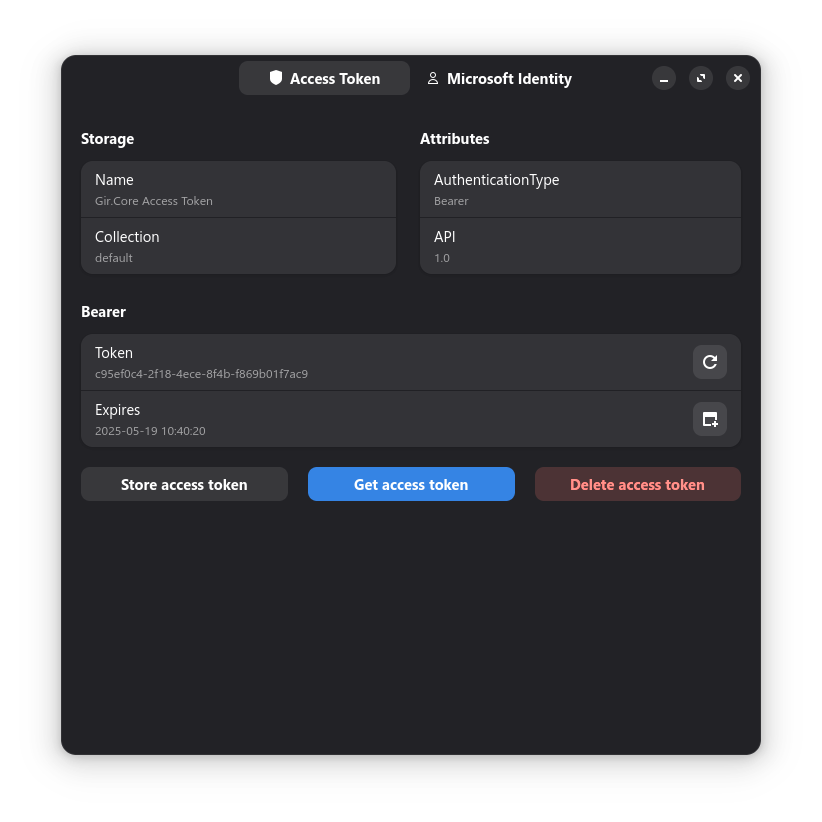 Access Token
Microsoft Identity
Storage
Name
Gir.Core Access Token
Collection
default
Attributes
AuthenticationType
Bearer
API
1.0
Bearer
Token
c95ef0c4-2f18-4ece-8f4b-f869b01f7ac9
Expires
2025-05-19 10:40:20
Store access token
Get access token
Delete access token